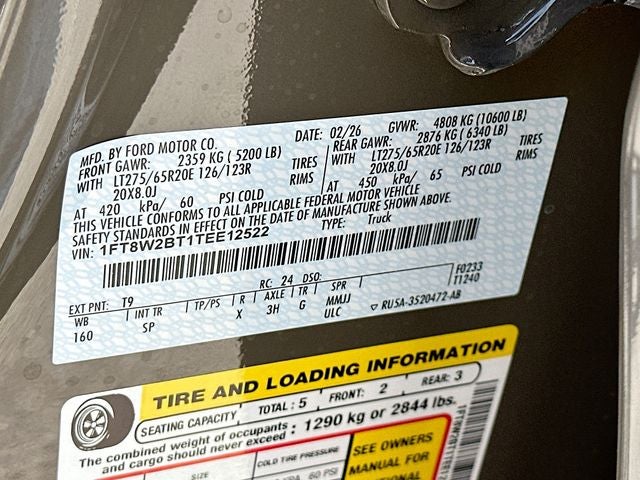 MFD. BY FORD MOTOR CO. DATE: 02/26 GVWR: 4808 KG (10600 LB)
FRONT GAWR: 2359 KG ( 5200 LB) REAR GAWR: 2876 KG ( 6340 LB)
WITH LT275/65R20E 126/123R TIRES WITH LT275/65R20E 126/123R TIRES
20X8.0J RIMS 20X8.0J RIMS
AT 420 kPa/ 60 PSI COLD AT 450 kPa/ 65 PSI COLD
THIS VEHICLE CONFORMS TO ALL APPLICABLE FEDERAL MOTOR VEHICLE
SAFETY STANDARDS IN EFFECT ON THE DATE OF MANUFACTURE SHOWN ABOVE.
VIN: 1FT8W2BT1TEE12522 TYPE: Truck
F0233
T1240
EXT PNT: T9 RC: 24 DSO:
WB INT TR TP/PS R AXLE TR SPR
160 SP X 3H G MMJJ
ULC ▽ RU5A-3520472-AB
TIRE AND LOADING INFORMATION
SEATING CAPACITY TOTAL : 5 FRONT: 2 REAR: 3
The combined weight of occupants
and cargo should never exceed : 1290 kg or 2844 lbs.
SIZE COLD TIRE PRESSURE SEE OWNERS
60 PSI MANUAL FOR